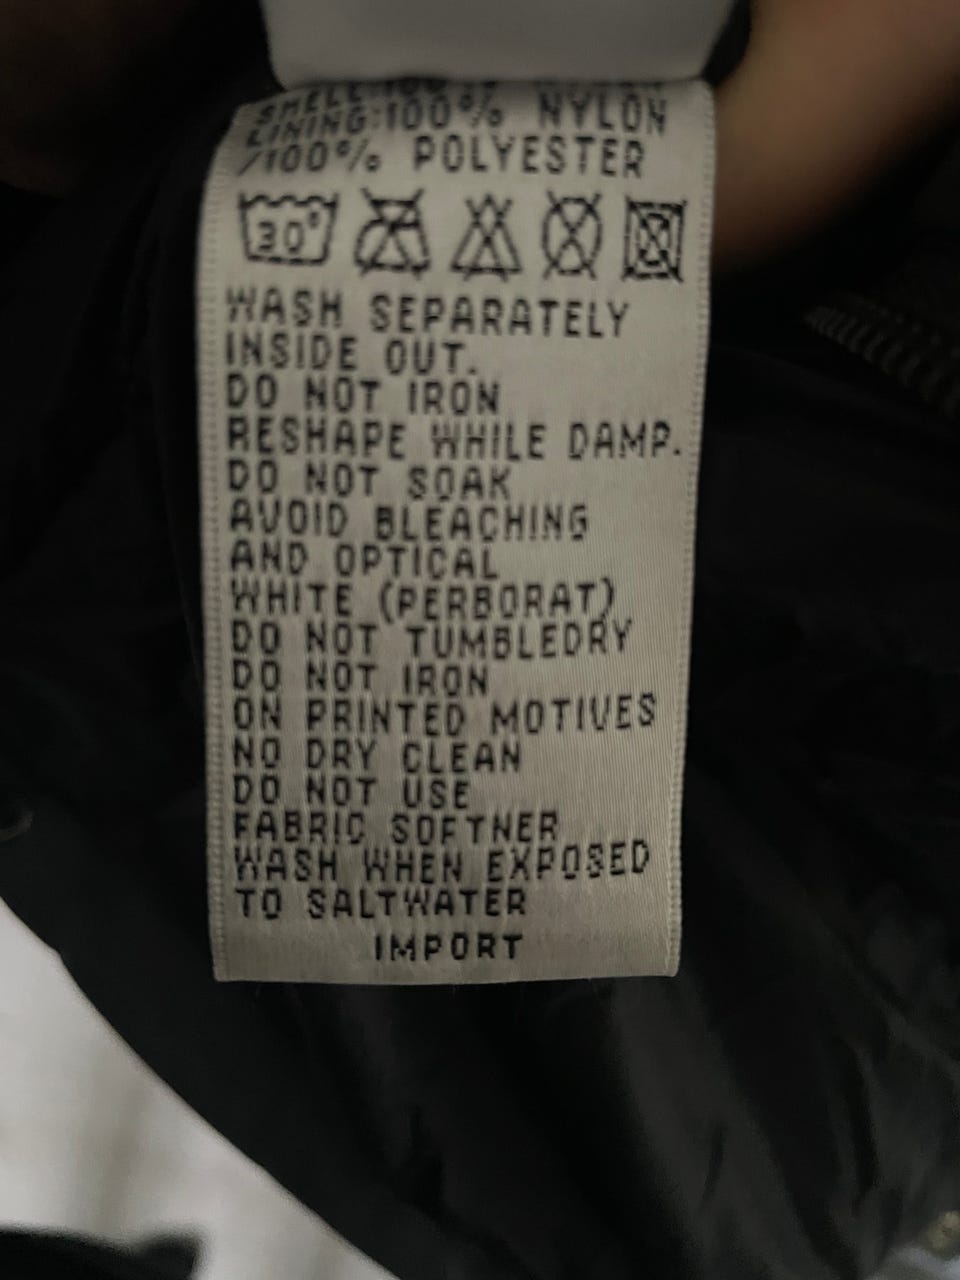 SHELL:100%
LINING:100% NYLON
/100% POLYESTER
30°
WASH SEPARATELY
INSIDE OUT.
DO NOT IRON
RESHAPE WHILE DAMP.
DO NOT SOAK
AVOID BLEACHING
AND OPTICAL
WHITE (PERBORAT)
DO NOT TUMBLEDRY
DO NOT IRON
ON PRINTED MOTIVES
NO DRY CLEAN
DO NOT USE
FABRIC SOFTNER
WASH WHEN EXPOSED
TO SALTWATER
IMPORT